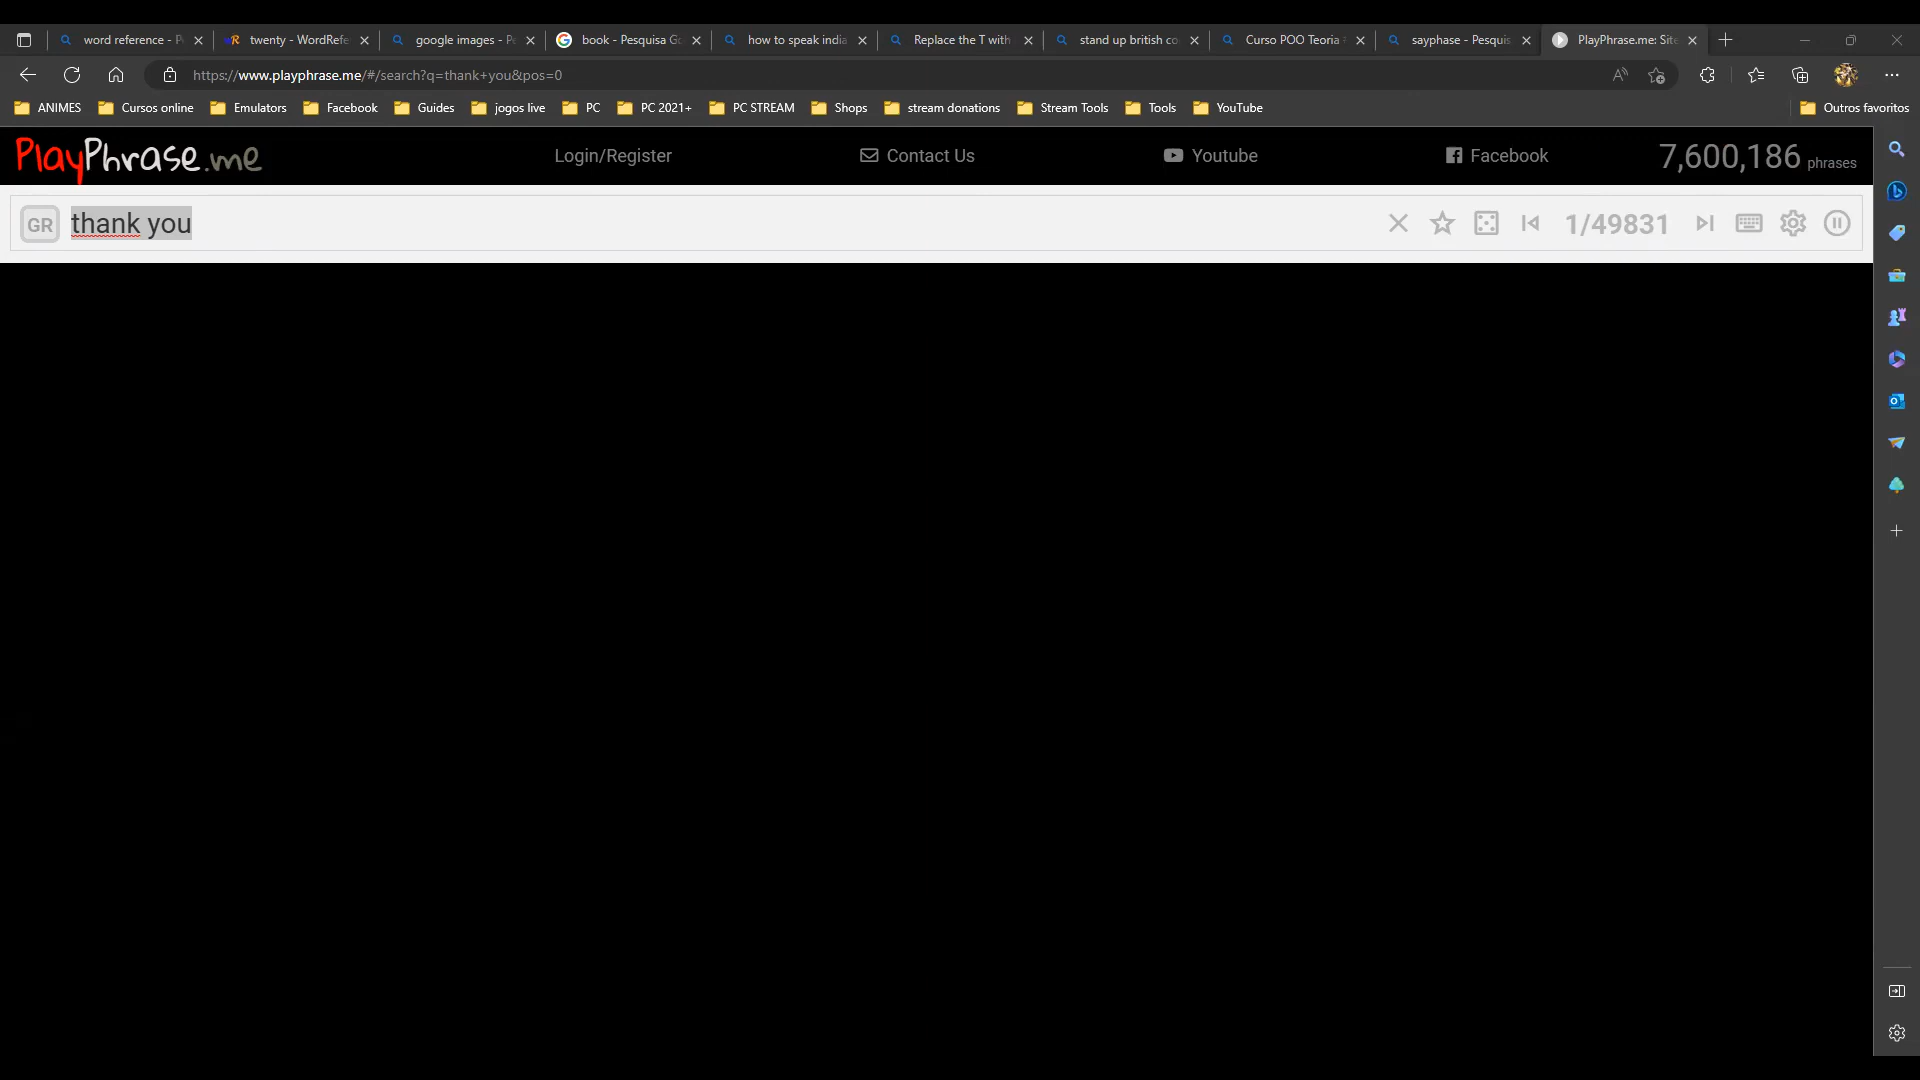 word reference - P
twenty - WordRefe
google images - Pe
book - Pesquisa Go
how to speak india
Replace the T with
stand up british co
Curso POO Teoria
sayphase - Pesquis
PlayPhrase.me: Site
https://www.playphrase.me/#/search?q=thank+you&pos=0
ANIMES Cursos online Emulators Facebook Guides jogos live PC PC 2021+ PC STREAM Shops stream donations Stream Tools Tools YouTube Outros favoritos
PlayPhrase.me Login/Register Contact Us Youtube Facebook 7,600,186 phrases
GR thank you 1/49831